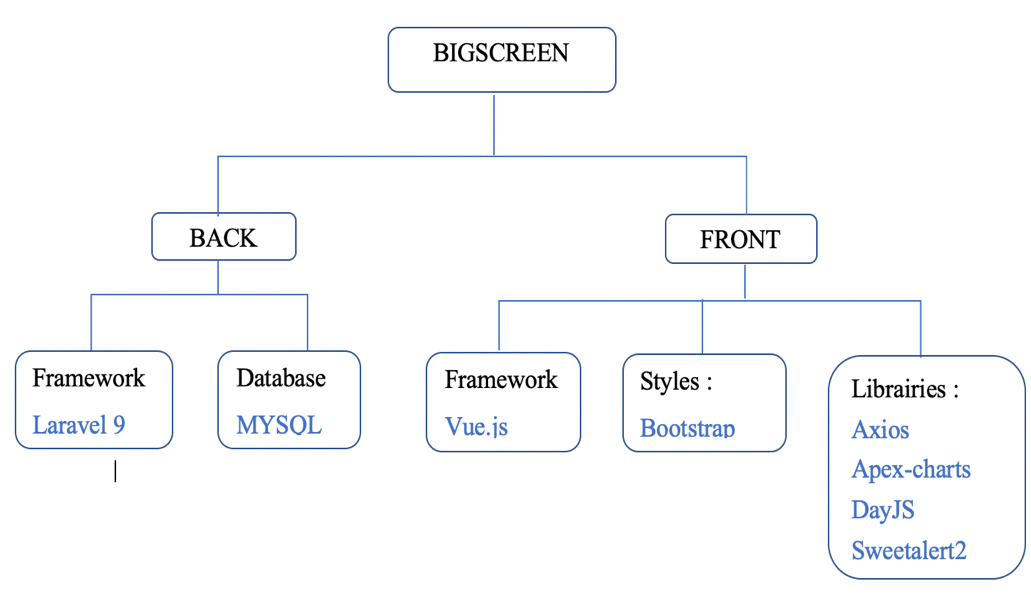 BIGSCREEN
BACK
FRONT
Framework
Laravel 9
Database
MYSQL
Framework
Vue.js
Styles :
Bootstrap
Librairies :
Axios
Apex-charts
DayJS
Sweetalert2